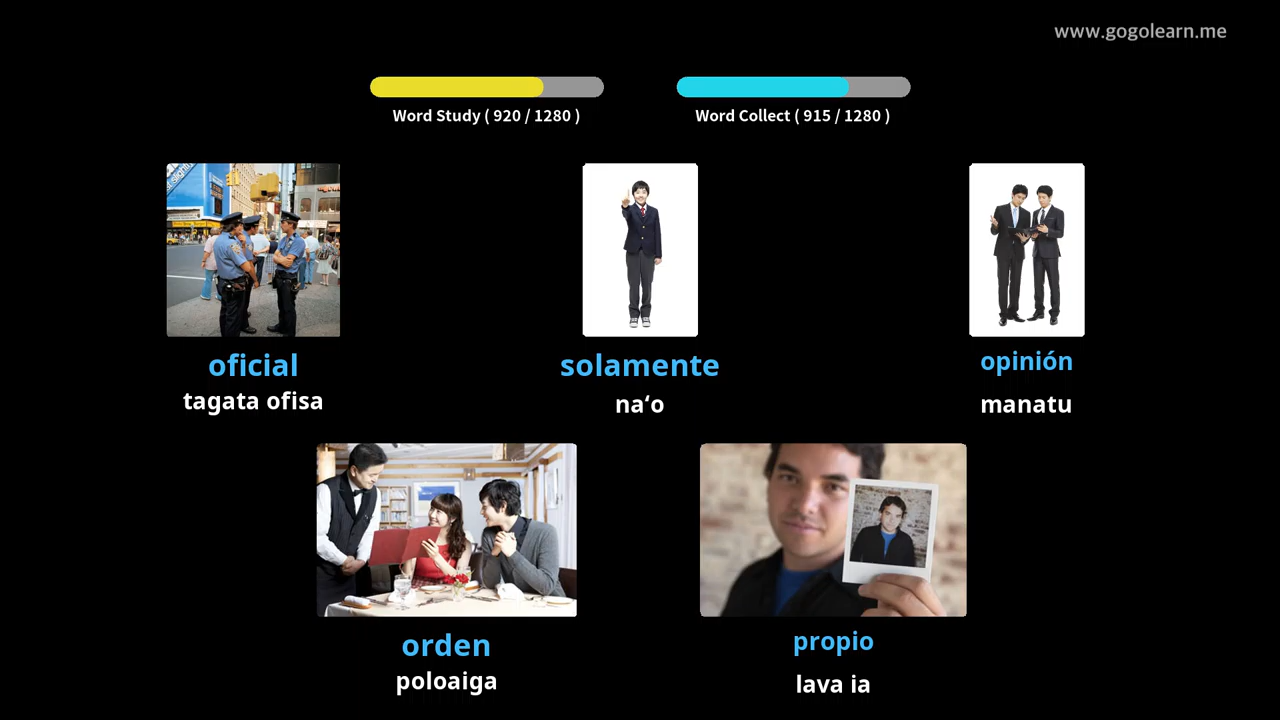 www.gogolearn.me
Word Study ( 920 / 1280 )
Word Collect ( 915 / 1280 )
oficial
tagata ofisa
solamente
naʻo
opinión
manatu
orden
poloaiga
propio
lava ia